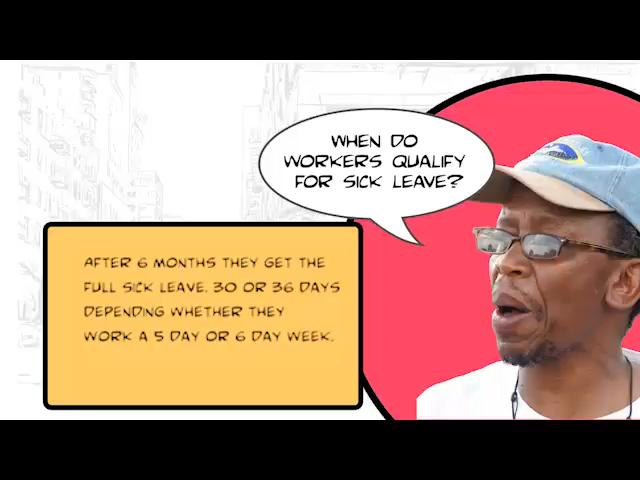 WHEN DO
WORKERS QUALIFY
FOR SICK LEAVE?
AFTER 6 MONTHS THEY GET THE
FULL SICK LEAVE. 30 OR 36 DAYS
DEPENDING WHETHER THEY
WORK A 5 DAY OR 6 DAY WEEK.